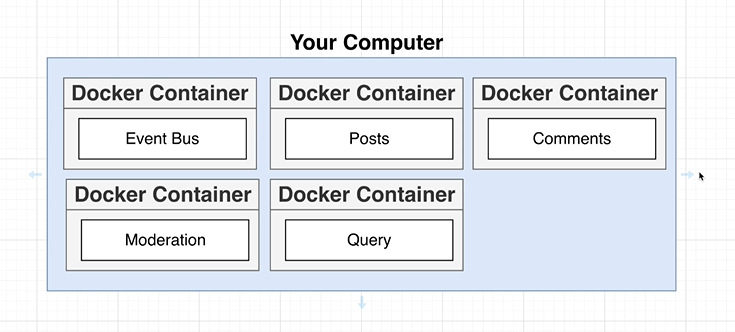 Your Computer
Docker Container
Docker Container
Docker Container
Event Bus
Posts
Comments
Docker Container
Docker Container
Moderation
Query